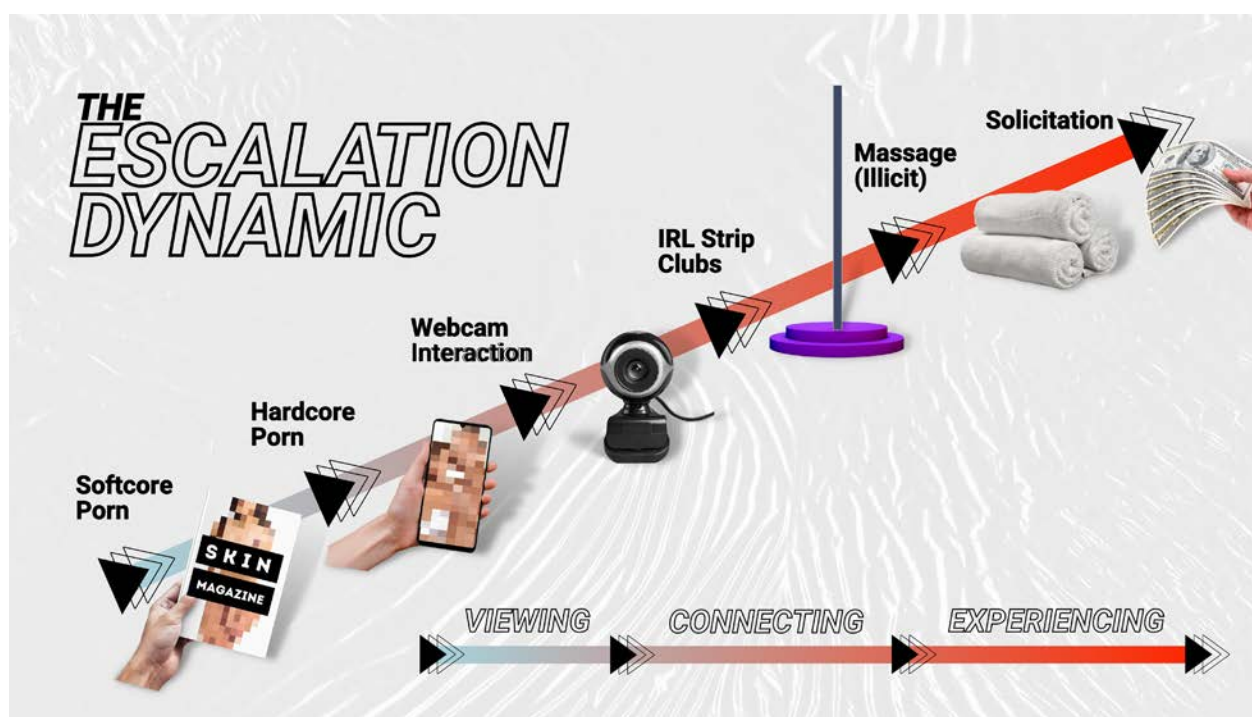 THE
ESCALATION
DYNAMIC
Softcore
Porn
SKIN
MAGAZINE
Hardcore
Porn
Webcam
Interaction
IRL Strip
Clubs
Massage
(Illicit)
Solicitation
VIEWING
CONNECTING
EXPERIENCING